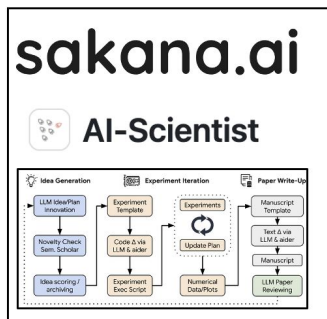 sakana.ai
AI-Scientist
Idea Generation
Experiment Iteration
Paper Write-Up
LLM Idea/Plan
Innovation
Novelty Check
Sem. Scholar
Idea scoring /
archiving
Experiment
Template
Code Δ via
LLM & aider
Experiment
Exec Script
Experiments
Update Plan
Numerical
Data/Plots
Manuscript
Template
Text Δ via
LLM & aider
Manuscript
LLM Paper
Reviewing